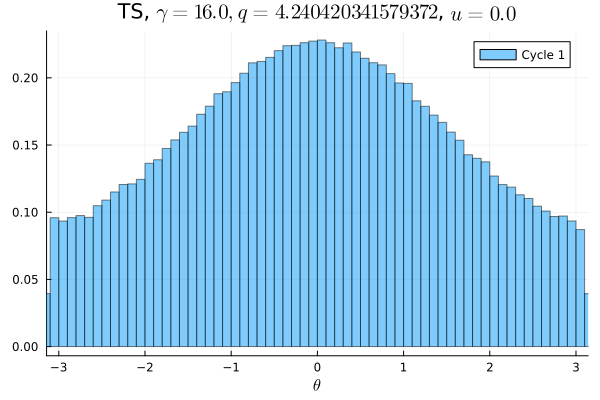 TS, γ = 16.0, q = 4.240420341579372, u = 0.0
Cycle 1
0.20
0.15
0.10
0.05
0.00
−3 −2 −1 0 1 2 3
θ